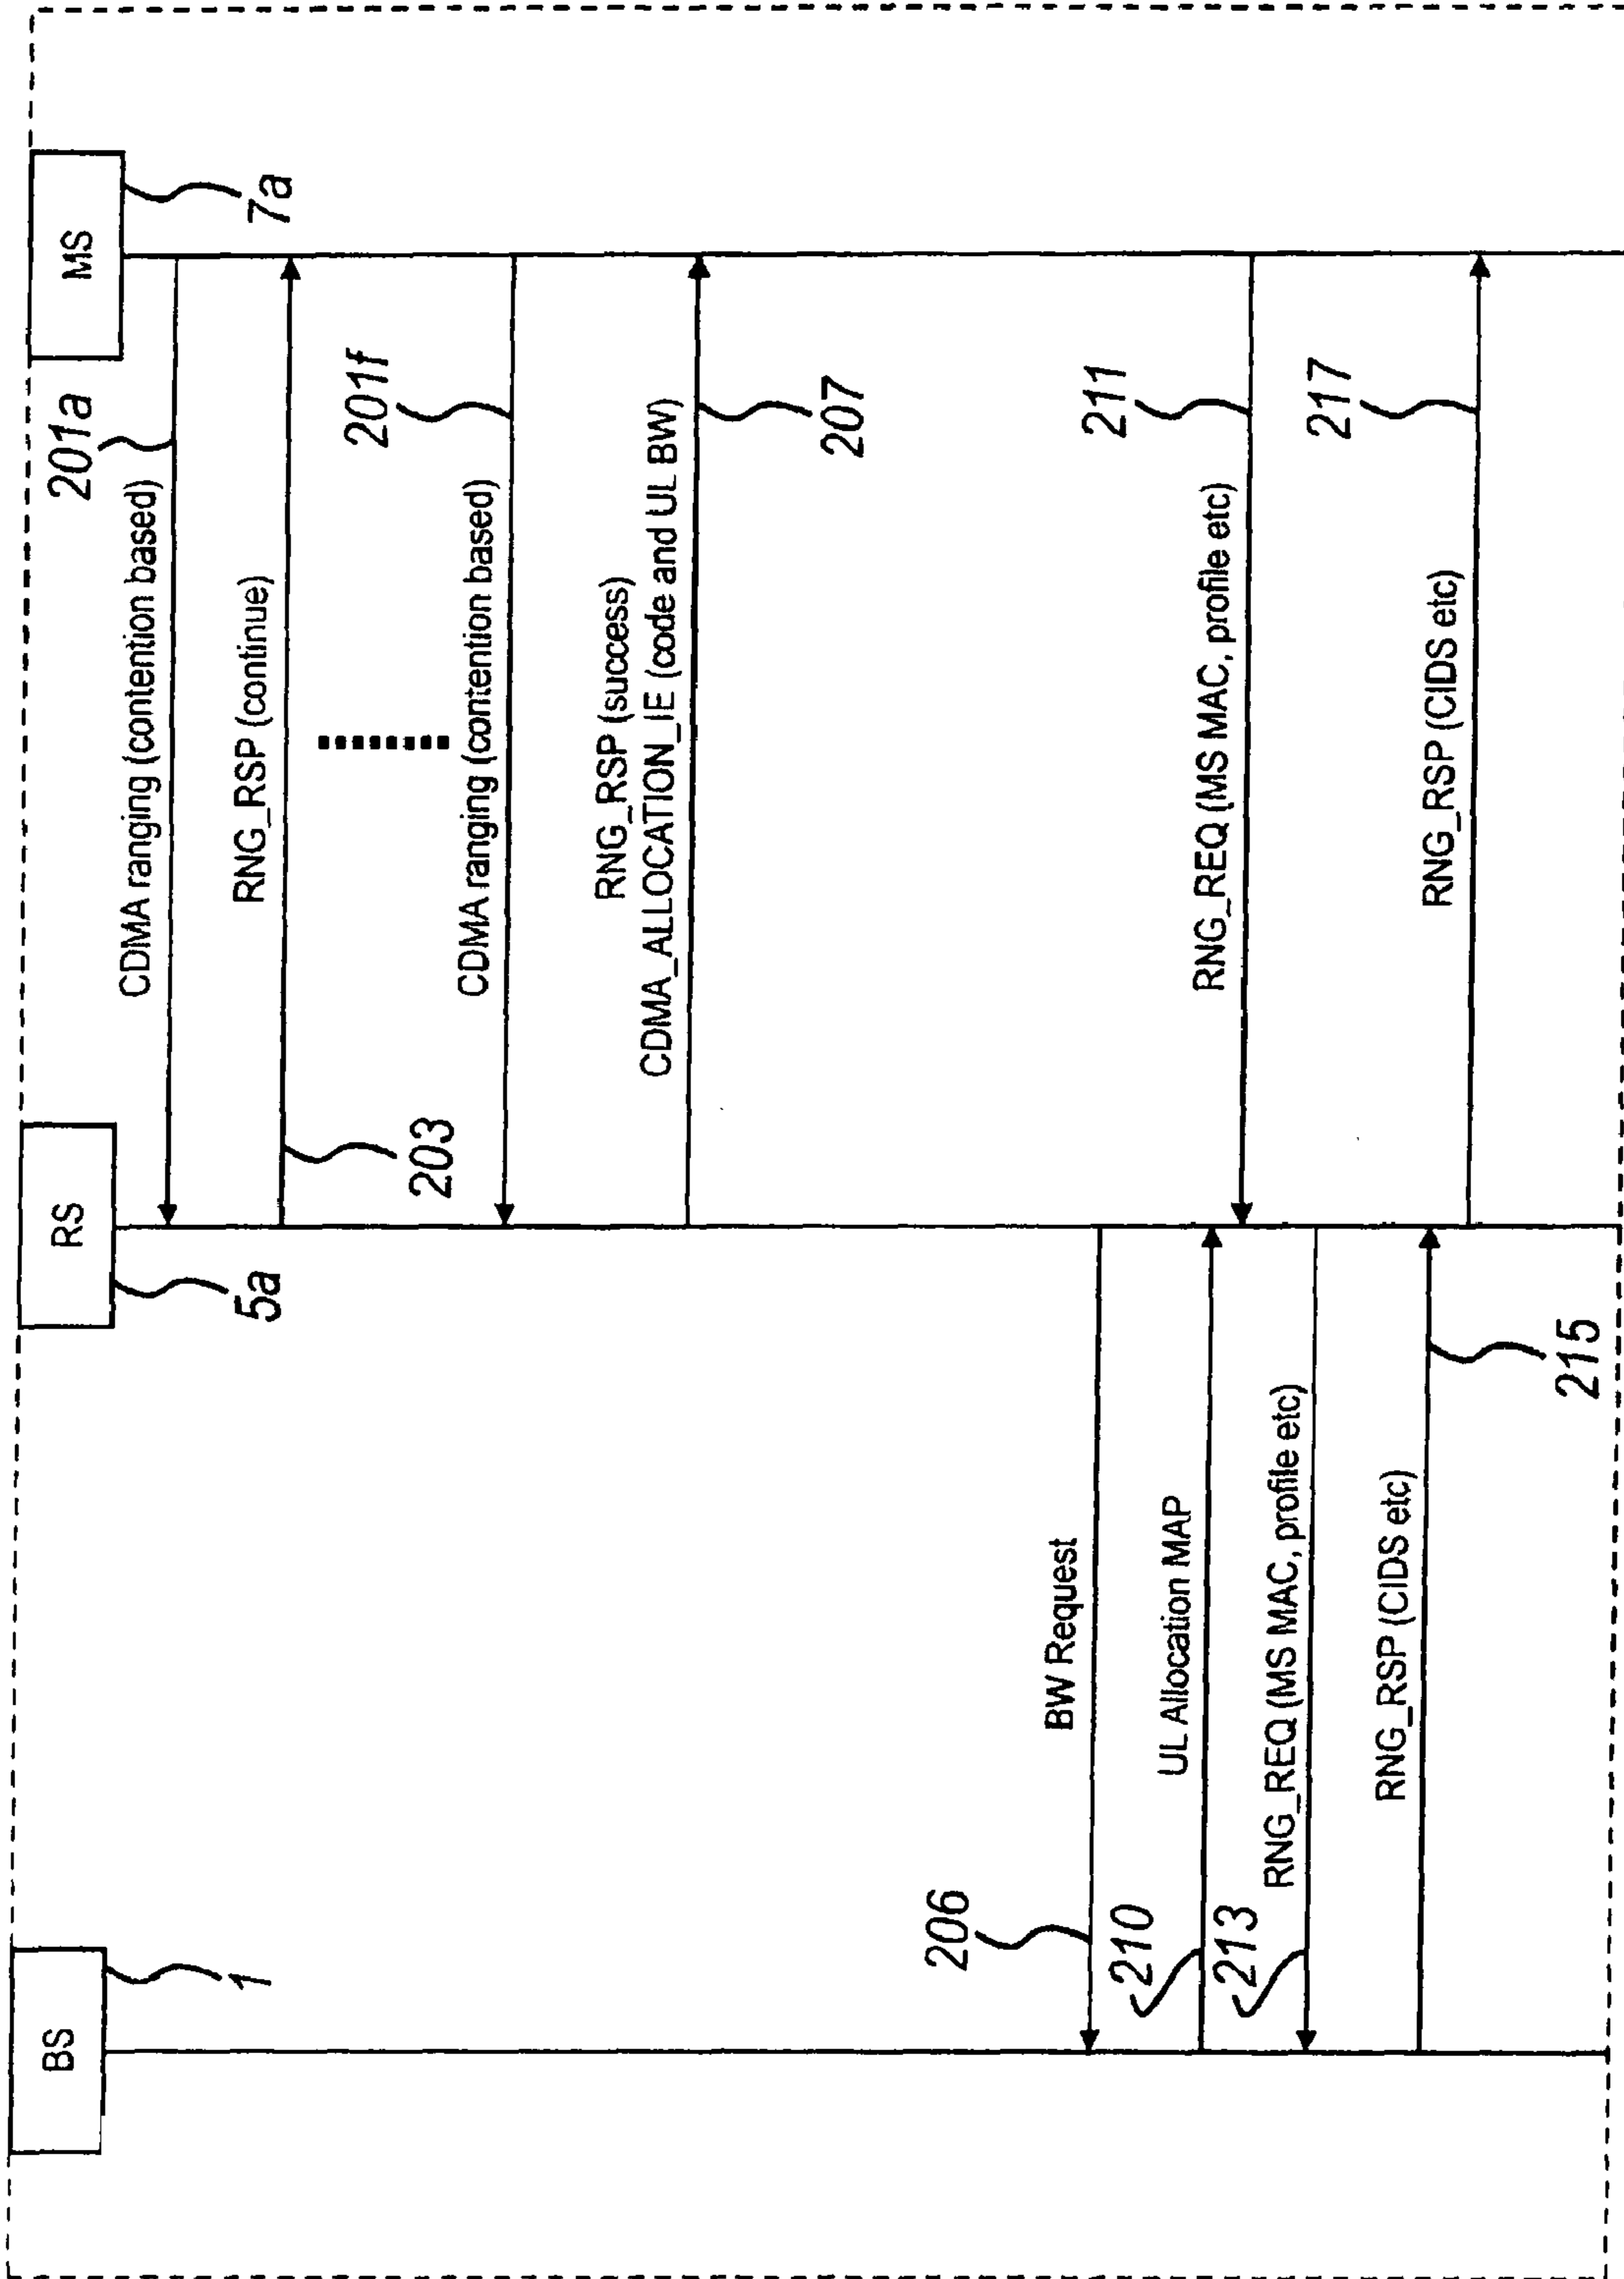 BS
1
RS
5a
MS
7a
CDMA ranging (contention based)
201a
RNG_RSP (continue)
203
CDMA ranging (contention based)
201f
RNG_RSP (success)
CDMA_ALLOCATION_IE (code and UL BW)
207
BW Request
206
UL Allocation MAP
210
RNG_REQ (MS MAC, profile etc)
211
RNG_REQ (MS MAC, profile etc)
213
RNG_RSP (CIDS etc)
215
RNG_RSP (CIDS etc)
217